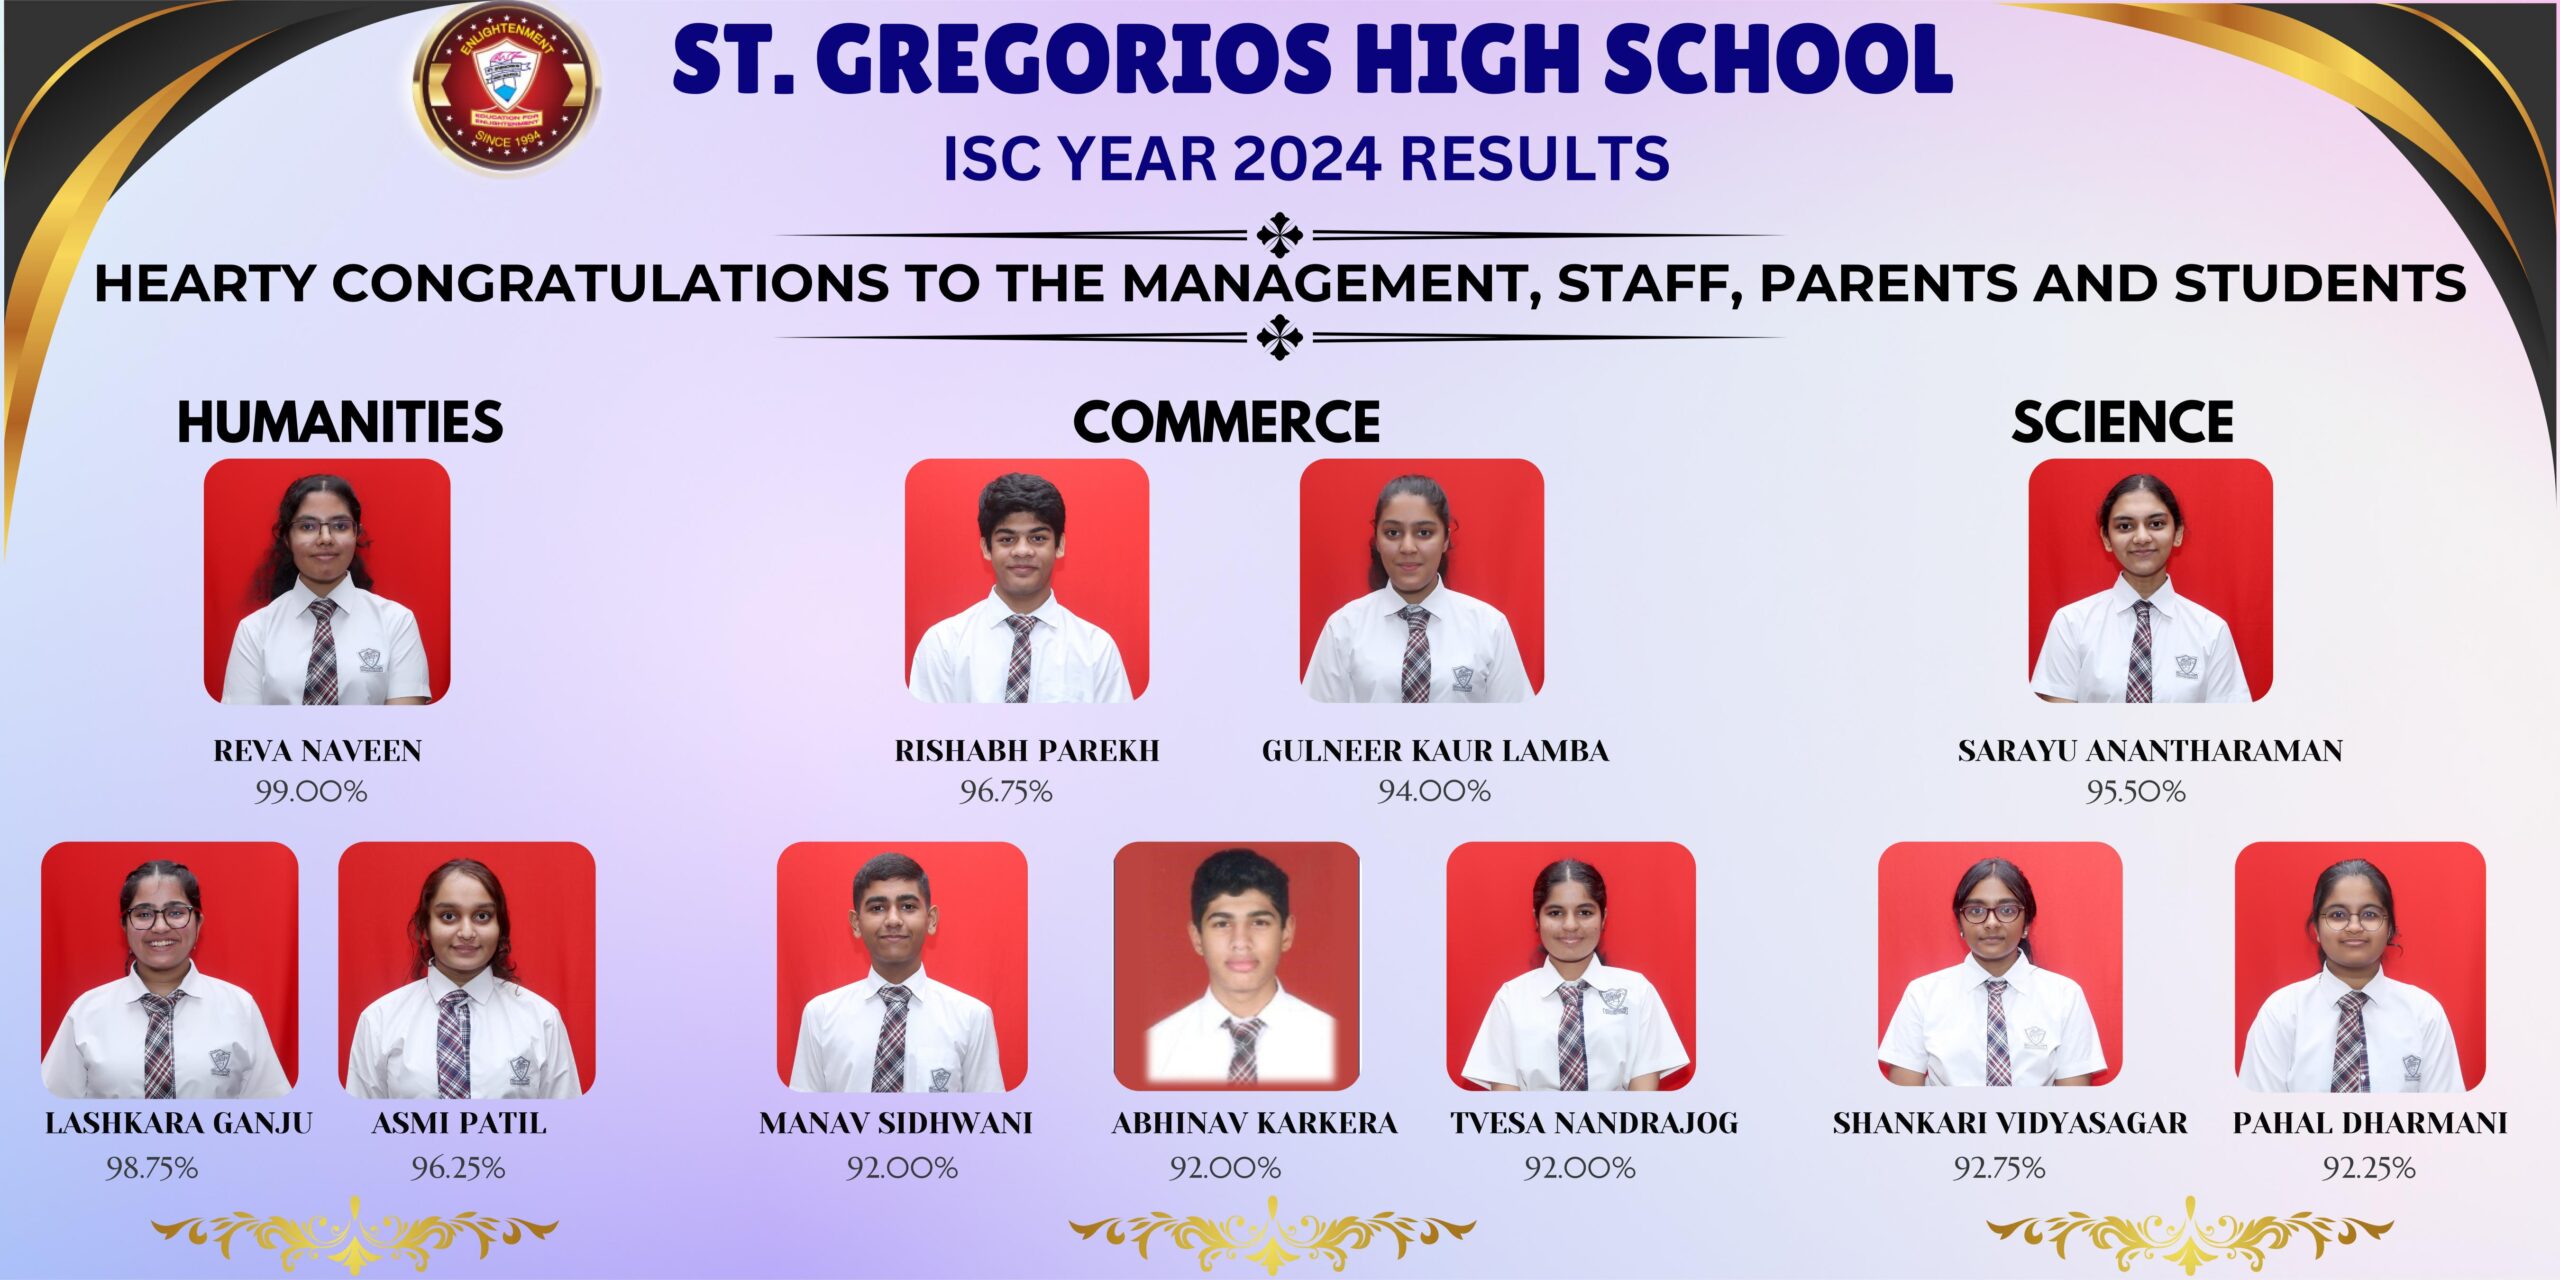 ENLIGHTENMENT
EDUCATION FOR
ENLIGHTENMENT
SINCE 1994
ST. GREGORIOS HIGH SCHOOL
ISC YEAR 2024 RESULTS
HEARTY CONGRATULATIONS TO THE MANAGEMENT, STAFF, PARENTS AND STUDENTS
HUMANITIES
COMMERCE
SCIENCE
REVA NAVEEN
99.00%
RISHABH PAREKH
96.75%
GULNEER KAUR LAMBA
94.00%
SARAYU ANANTHARAMAN
95.50%
LASHKARA GANJU
98.75%
ASMI PATIL
96.25%
MANAV SIDHWANI
92.00%
ABHINAV KARKERA
92.00%
TVESA NANDRAJOG
92.00%
SHANKARI VIDYASAGAR
92.75%
PAHAL DHARMANI
92.25%